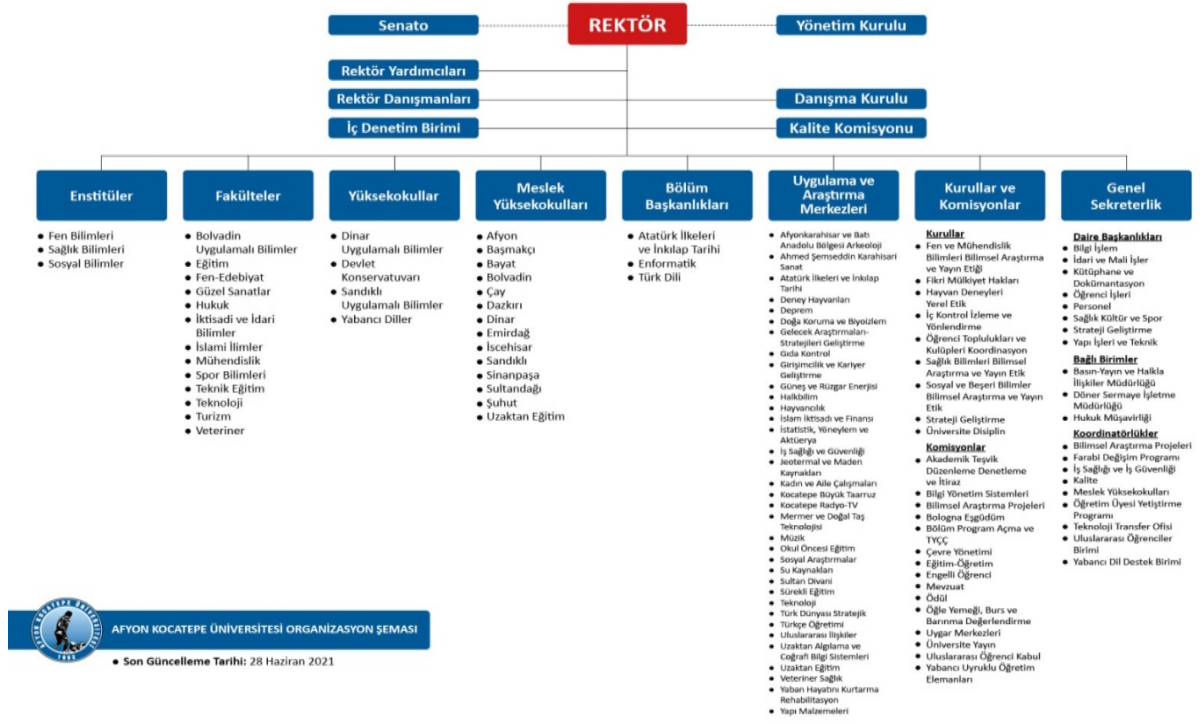 Senato
REKTÖR
Yönetim Kurulu
Rektör Yardımcıları
Rektör Danışmanları
Danışma Kurulu
İç Denetim Birimi
Kalite Komisyonu
Enstitüler
• Fen Bilimleri
• Sağlık Bilimleri
• Sosyal Bilimler
Fakülteler
• Bolvadin
Uygulamalı Bilimler
• Eğitim
• Fen-Edebiyat
• Güzel Sanatlar
• Hukuk
• İktisadi ve İdari
Bilimler
• İslami İlimler
• Mühendislik
• Spor Bilimleri
• Teknik Eğitim
• Teknoloji
• Turizm
• Veteriner
Yüksekokullar
• Dinar
Uygulamalı Bilimler
• Devlet
Konservatuvarı
• Sandıklı
Uygulamalı Bilimler
• Yabancı Diller
Meslek
Yüksekokulları
• Afyon
• Başmakçı
• Bayat
• Bolvadin
• Çay
• Dazkırı
• Dinar
• Emirdağ
• İscehisar
• Sandıklı
• Sinanpaşa
• Sultandağı
• Şuhut
• Uzaktan Eğitim
Bölüm
Başkanlıkları
• Atatürk İlkeleri
ve İnkılap Tarihi
• Enformatik
• Türk Dili
Uygulama ve
Araştırma
Merkezleri
• Afyonkarahisar ve Batı
Anadolu Bölgesi Arkeoloji
• Ahmed Şemseddin Karahisari
Sanat
• Atatürk İlkeleri ve İnkılap
Tarihi
• Deney Hayvanları
• Deprem
• Doğa Koruma ve Biyoizlem
• Gelecek Araştırmaları-
Stratejileri Geliştirme
• Gıda Kontrol
• Girişimcilik ve Kariyer
Geliştirme
• Güneş ve Rüzgar Enerjisi
• Halkbilim
• Hayvancılık
• İslam İktisadı ve Finansı
• İstatistik, Yöneylem ve
Aktüerya
• İş Sağlığı ve Güvenliği
• Jeotermal ve Maden
Kaynakları
• Kadın ve Aile Çalışmaları
• Kocatepe Büyük Taarruz
• Kocatepe Radyo-TV
• Mermer ve Doğal Taş
Teknolojisi
• Müzik
• Okul Öncesi Eğitim
• Sosyal Araştırmalar
• Su Kaynakları
• Sultan Divani
• Sürekli Eğitim
• Teknoloji
• Türk Dünyası Stratejik
• Türkçe Öğretimi
• Uluslararası İlişkiler
• Uzaktan Algılama ve
Coğrafi Bilgi Sistemleri
• Uzaktan Eğitim
• Veteriner Sağlık
• Yaban Hayatını Kurtarma
Rehabilitasyon
• Yapı Malzemeleri
Kurullar ve
Komisyonlar
Kurullar
• Fen ve Mühendislik
Bilimleri Bilimsel Araştırma
ve Yayın Etiği
• Fikri Mülkiyet Hakları
• Hayvan Deneyleri
Yerel Etik
• İç Kontrol İzleme ve
Yönlendirme
• Öğrenci Toplulukları ve
Kulüpleri Koordinasyon
• Sağlık Bilimleri Bilimsel
Araştırma ve Yayın Etik
• Sosyal ve Beşeri Bilimler
Bilimsel Araştırma ve Yayın
Etik
• Strateji Geliştirme
• Üniversite Disiplin
Komisyonlar
• Akademik Teşvik
Düzenleme Denetleme
ve İtiraz
• Bilgi Yönetim Sistemleri
• Bilimsel Araştırma Projeleri
• Bologna Eşgüdüm
• Bölüm Program Açma ve
TYÇÇ
• Çevre Yönetimi
• Eğitim-Öğretim
• Engelli Öğrenci
• Mevzuat
• Ödül
• Öğle Yemeği, Burs ve
Barınma Değerlendirme
• Uygar Merkezleri
• Üniversite Yayın
• Uluslararası Öğrenci Kabul
• Yabancı Uyruklu Öğretim
Elemanları
Genel
Sekreterlik
Daire Başkanlıkları
• Bilgi İşlem
• İdari ve Mali İşler
• Kütüphane ve
Dokümantasyon
• Öğrenci İşleri
• Personel
• Sağlık Kültür ve Spor
• Strateji Geliştirme
• Yapı İşleri ve Teknik
Bağlı Birimler
• Basın-Yayın ve Halkla
İlişkiler Müdürlüğü
• Döner Sermaye İşletme
Müdürlüğü
• Hukuk Müşavirliği
Koordinatörlükler
• Bilimsel Araştırma Projeleri
• Farabi Değişim Programı
• İş Sağlığı ve İş Güvenliği
• Kalite
• Meslek Yüksekokulları
• Öğretim Üyesi Yetiştirme
Programı
• Teknoloji Transfer Ofisi
• Uluslararası Öğrenciler
Birimi
• Yabancı Dil Destek Birimi
AFYON KOCATEPE ÜNİVERSİTESİ
1992
AFYON KOCATEPE ÜNİVERSİTESİ ORGANİZASYON ŞEMASI
• Son Güncelleme Tarihi: 28 Haziran 2021